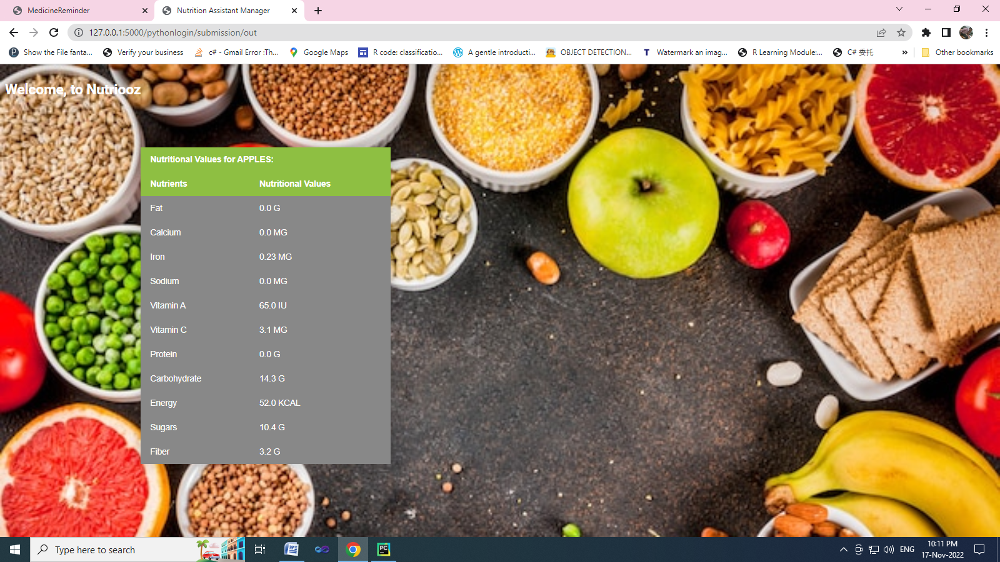 MedicineReminder
Nutrition Assistant Manager
127.0.0.1:5000/pythonlogin/submission/out
Show the File fanta...
Verify your business
c# - Gmail Error :Th...
Google Maps
R code: classificatio...
A gentle introducti...
OBJECT DETECTION...
T Watermark an imag...
R Learning Module:...
C# 委托
»
Other bookmarks
Welcome, to Nutriooz
Nutritional Values for APPLES:
Nutrients Nutritional Values
Fat 0.0 G
Calcium 0.0 MG
Iron 0.23 MG
Sodium 0.0 MG
Vitamin A 65.0 IU
Vitamin C 3.1 MG
Protein 0.0 G
Carbohydrate 14.3 G
Energy 52.0 KCAL
Sugars 10.4 G
Fiber 3.2 G
Type here to search
W
PC
ENG
10:11 PM
17-Nov-2022